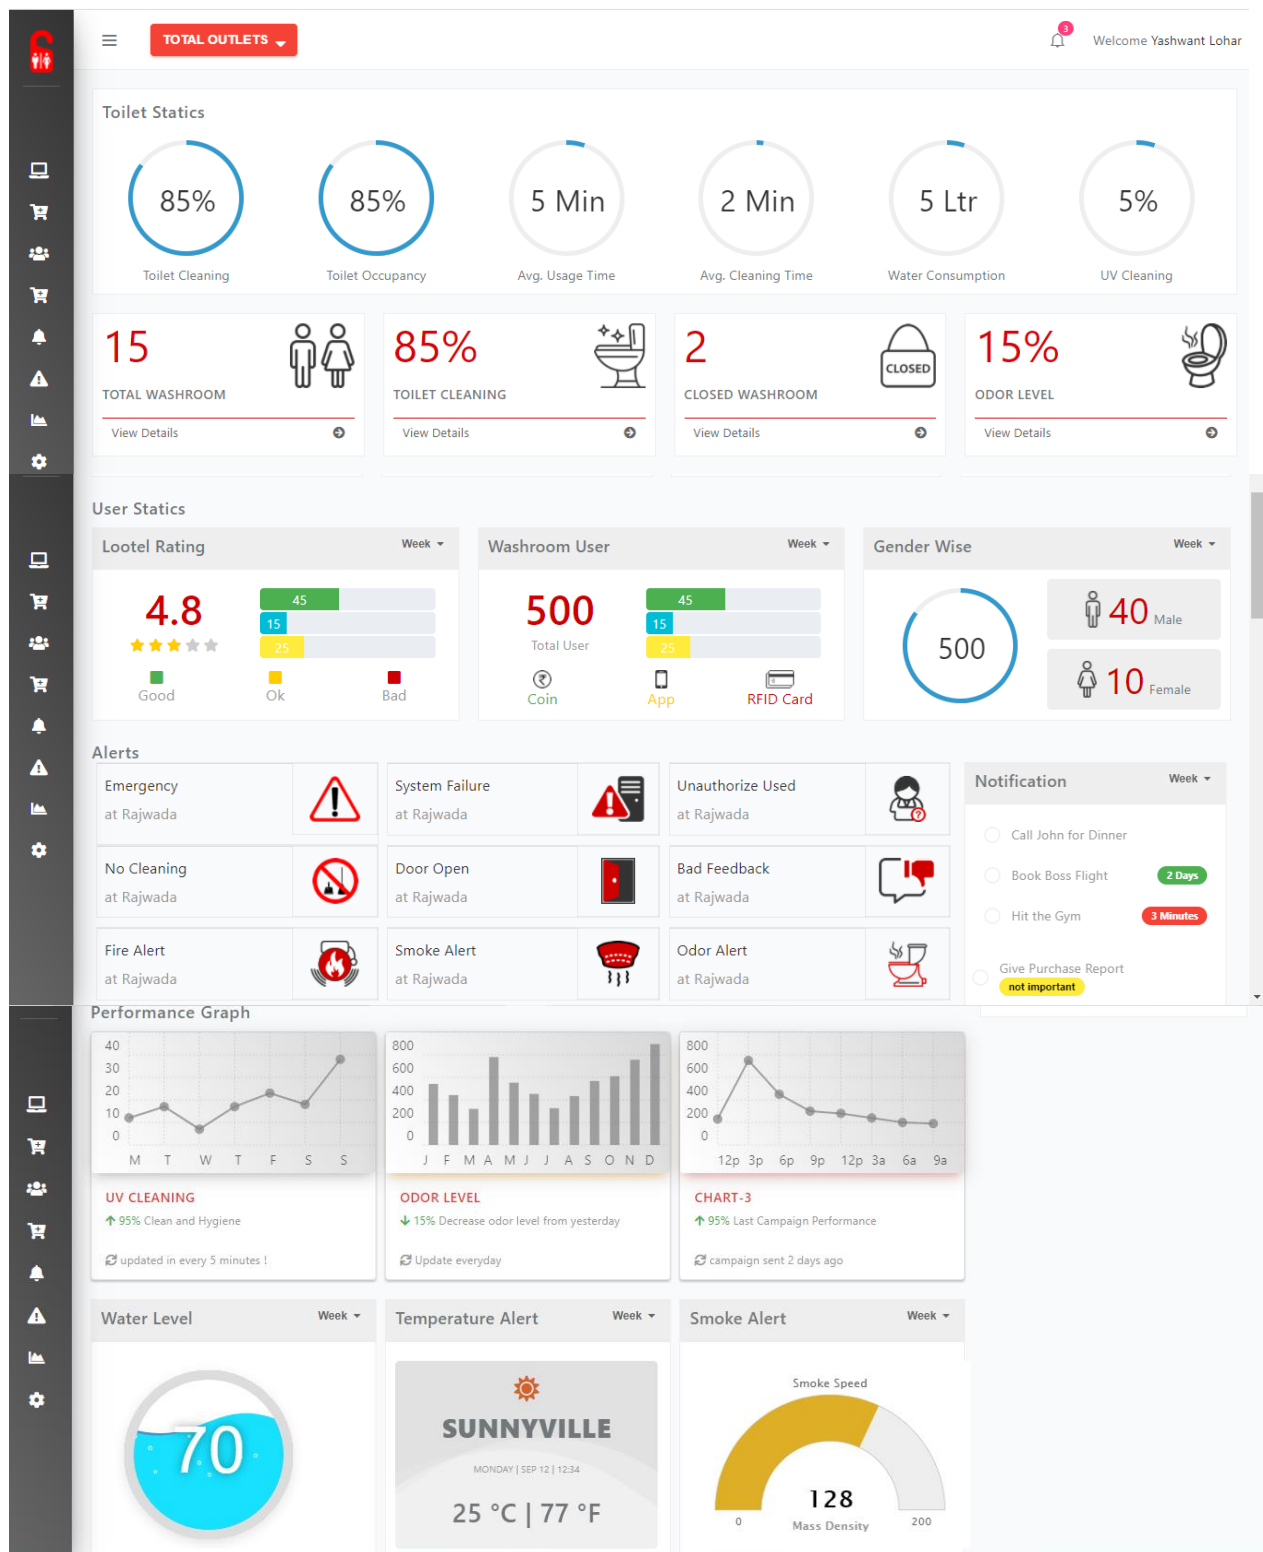 TOTAL OUTLETS
3
Welcome Yashwant Lohar
Toilet Statics
85%
85%
5 Min
2 Min
5 Ltr
5%
Toilet Cleaning
Toilet Occupancy
Avg. Usage Time
Avg. Cleaning Time
Water Consumption
UV Cleaning
15
TOTAL WASHROOM
View Details
85%
TOILET CLEANING
View Details
2
CLOSED
CLOSED WASHROOM
View Details
15%
ODOR LEVEL
View Details
User Statics
Lootel Rating
Week
4.8
45
15
25
Good
Ok
Bad
Washroom User
Week
500
Total User
45
15
25
₹
Coin
App
RFID Card
Gender Wise
Week
500
40 Male
10 Female
Alerts
Emergency
at Rajwada
System Failure
at Rajwada
Unauthorize Used
at Rajwada
?
No Cleaning
at Rajwada
Door Open
at Rajwada
Bad Feedback
at Rajwada
Fire Alert
at Rajwada
Smoke Alert
at Rajwada
Odor Alert
at Rajwada
Notification
Week
Call John for Dinner
Book Boss Flight
2 Days
Hit the Gym
3 Minutes
Give Purchase Report
not important
Performance Graph
40
30
20
10
0
M T W T F S S
UV CLEANING
95% Clean and Hygiene
updated in every 5 minutes !
800
600
400
200
0
J F M A M J J A S O N D
ODOR LEVEL
15% Decrease odor level from yesterday
Update everyday
800
600
400
200
0
12p 3p 6p 9p 12p 3a 6a 9a
CHART-3
95% Last Campaign Performance
campaign sent 2 days ago
Water Level
Week
70
Temperature Alert
Week
SUNNYVILLE
MONDAY | SEP 12 | 12:34
25 °C | 77 °F
Smoke Alert
Week
Smoke Speed
128
0
Mass Density
200